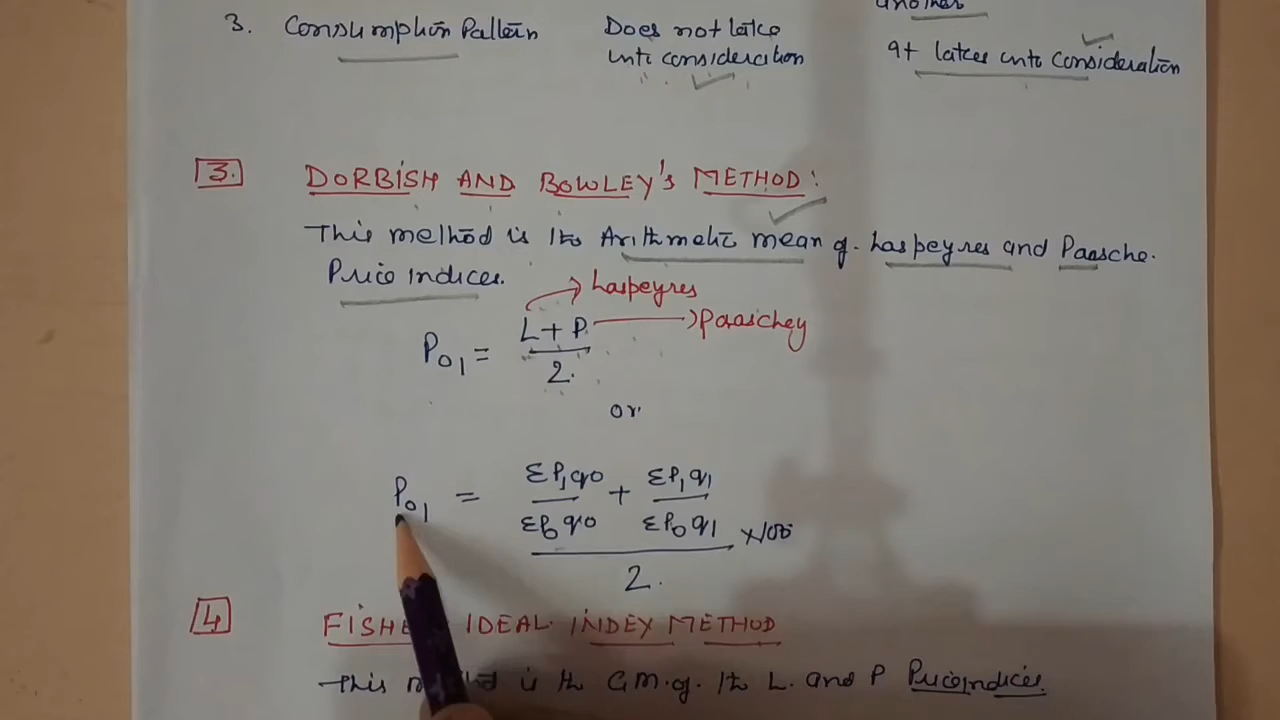 another
3. Consumption Pattern Does not take into consideration It takes into consideration
3. DORBISH AND BOWLEY'S METHOD:
This method is the Arithmetic mean of Laspeyres and Paasche.
Price indices.
Laspeyres
P01 = L + P / 2. Paaschey
or
P01 = ΣP1q0 / ΣP0q0 + ΣP1q1 / ΣP0q1 / 2. ×100
4 IDEAL INDEX METHOD
This is the G.M. of the L. and P Price indices.